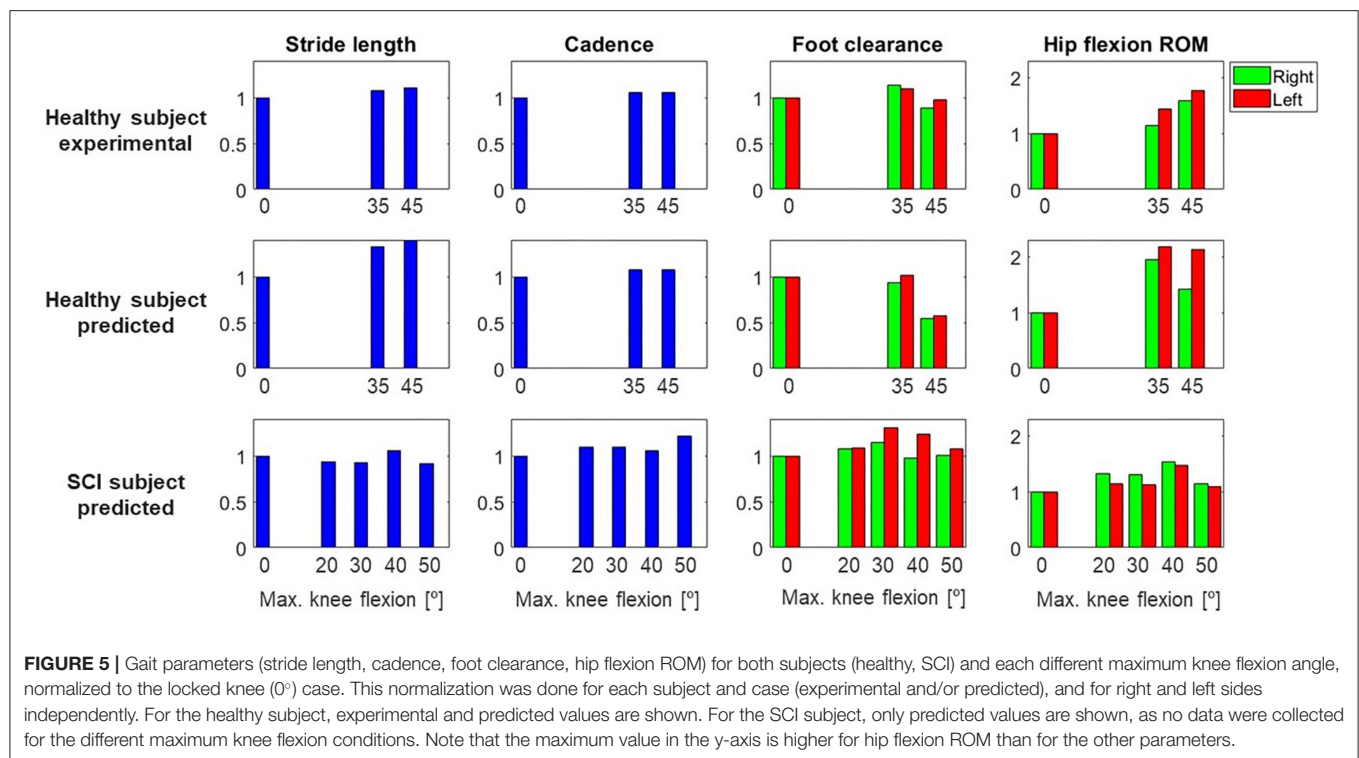 Stride length Cadence Foot clearance Hip flexion ROM
Right
Left
Healthy subject
experimental
1 1 1 2
0.5 0.5 0.5 1
0 0 0 0
0 35 45 0 35 45 0 35 45 0 35 45
Healthy subject
predicted
1 1 1 2
0.5 0.5 0.5 1
0 0 0 0
0 35 45 0 35 45 0 35 45 0 35 45
SCI subject
predicted
1 1 1 2
0.5 0.5 0.5 1
0 0 0 0
0 20 30 40 50 0 20 30 40 50 0 20 30 40 50 0 20 30 40 50
Max. knee flexion [º] Max. knee flexion [º] Max. knee flexion [º] Max. knee flexion [º]
FIGURE 5 | Gait parameters (stride length, cadence, foot clearance, hip flexion ROM) for both subjects (healthy, SCI) and each different maximum knee flexion angle,
normalized to the locked knee (0°) case. This normalization was done for each subject and case (experimental and/or predicted), and for right and left sides
independently. For the healthy subject, experimental and predicted values are shown. For the SCI subject, only predicted values are shown, as no data were collected
for the different maximum knee flexion conditions. Note that the maximum value in the y-axis is higher for hip flexion ROM than for the other parameters.